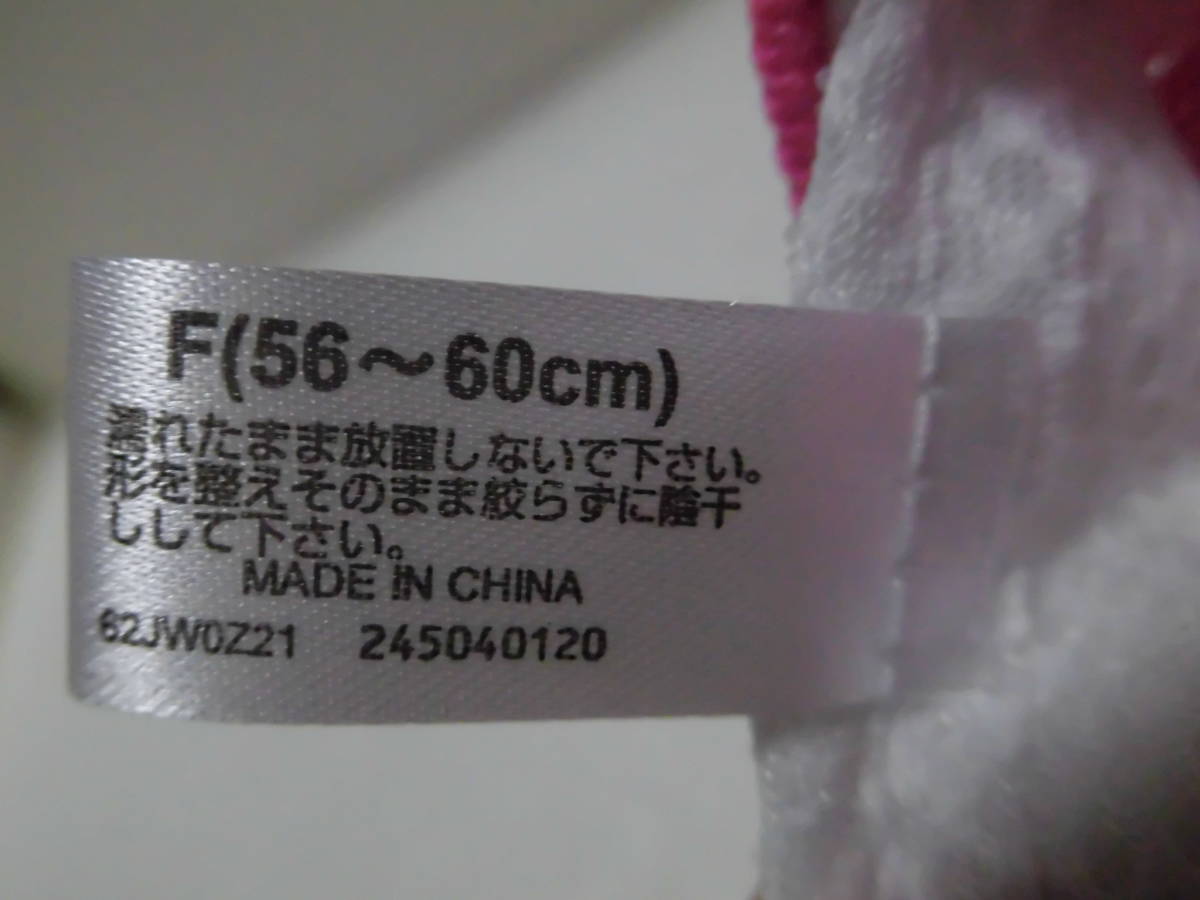 F(56～60cm)
濡れたまま放置しないで下さい。
形を整えそのまま絞らずに陰干
しして下さい。
MADE IN CHINA
62JW0Z21 245040120